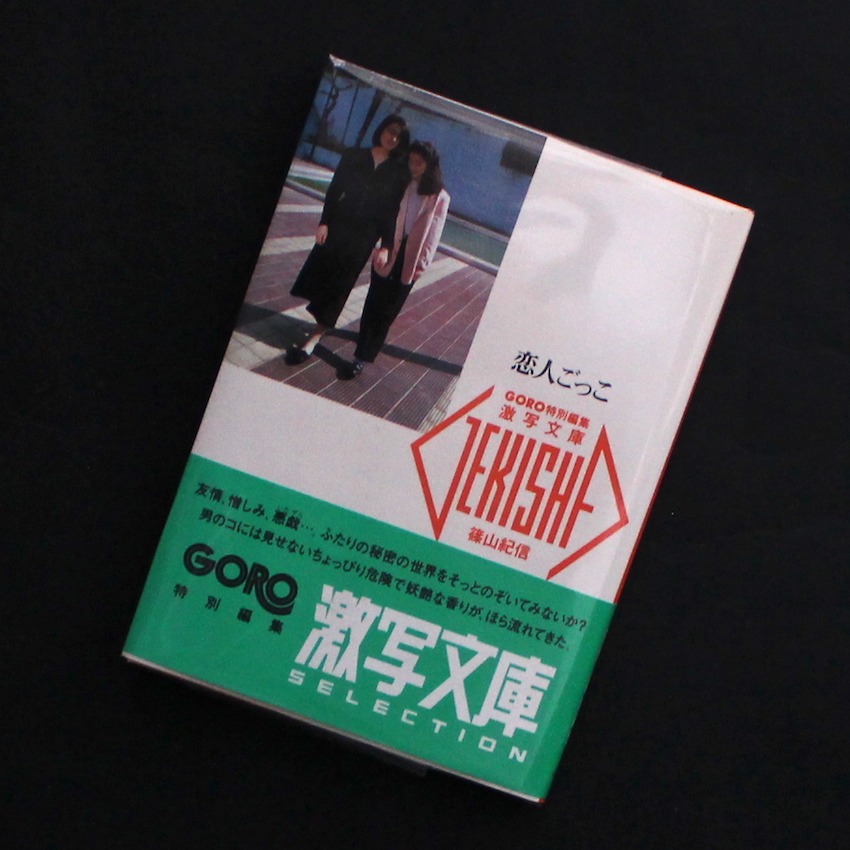 恋人ごっこ
GORO特別編集
激写文庫
GEKISHA
篠山紀信
友情、憎しみ、悪戯…。ふたりの秘密の世界をそっとのぞいてみないか?
男のコには見せないちょっぴり危険で妖艶な香りが、ほら流れてきた。
GORO
特別編集
激写文庫
SELECTION